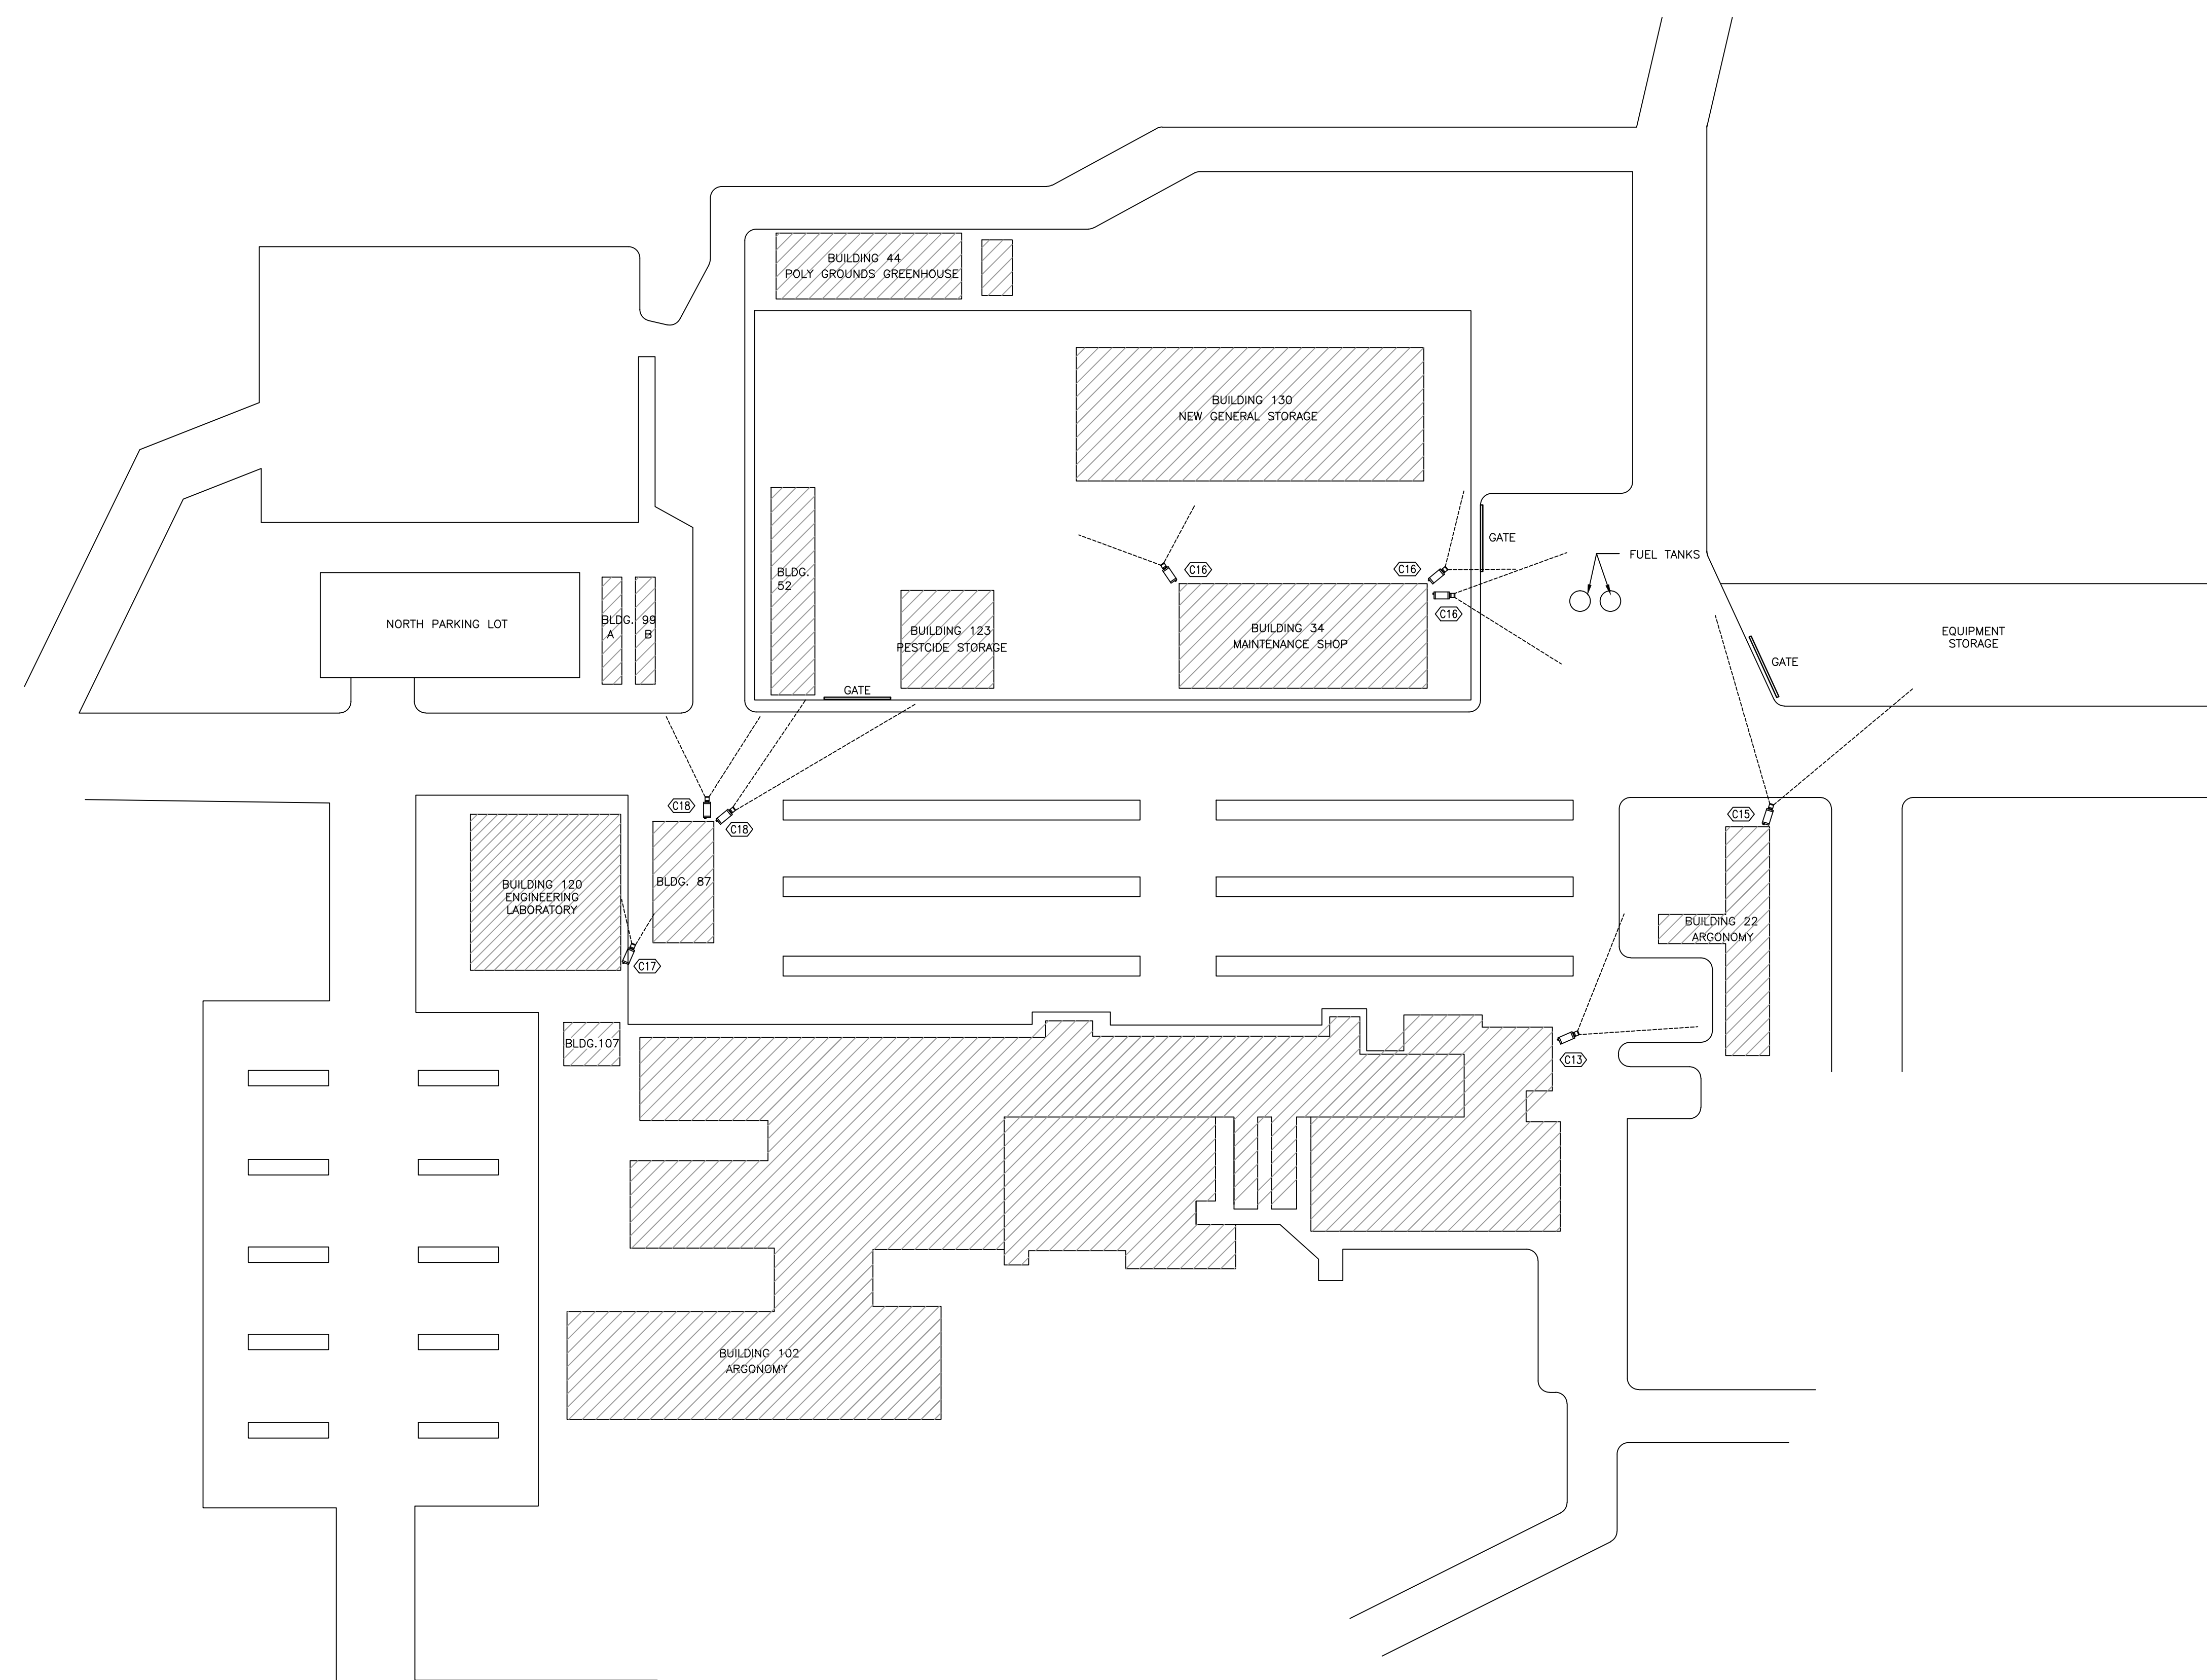 BUILDING 44
POLY GROUNDS GREENHOUSE
BUILDING 130
NEW GENERAL STORAGE
GATE
FUEL TANKS
C16
C16
BLDG.
52
C16
BLDG. 99
A B
NORTH PARKING LOT
BUILDING 123
PESTCIDE STORAGE
BUILDING 34
MAINTENANCE SHOP
EQUIPMENT
STORAGE
GATE
GATE
C18
C18
C15
BUILDING 120
ENGINEERING
LABORATORY
BLDG. 87
BUILDING 22
ARGONOMY
C17
BLDG.107
C13
BUILDING 102
ARGONOMY